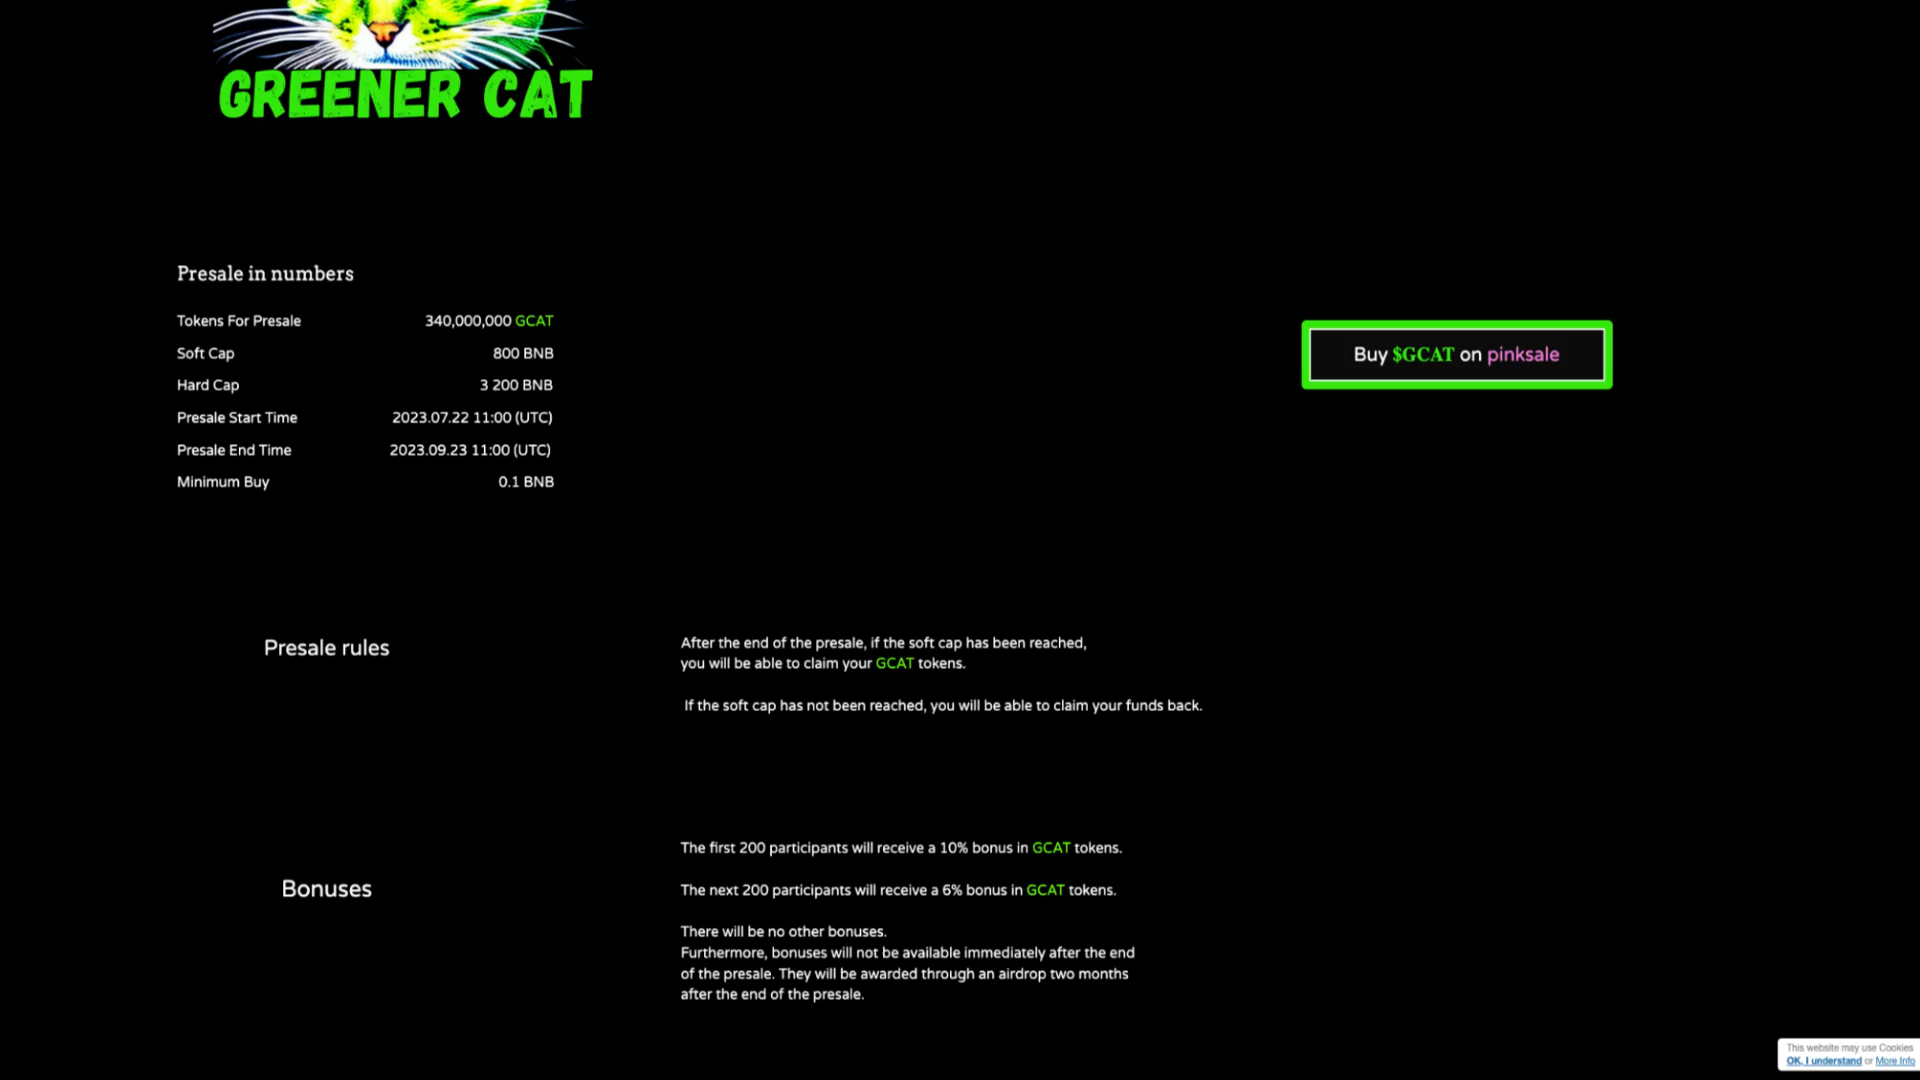 GREENER CAT
Presale in numbers
Tokens For Presale 340,000,000 GCAT
Soft Cap 800 BNB
Hard Cap 3 200 BNB
Presale Start Time 2023.07.22 11:00 (UTC)
Presale End Time 2023.09.23 11:00 (UTC)
Minimum Buy 0.1 BNB
Buy $GCAT on pinksale
Presale rules
After the end of the presale, if the soft cap has been reached,
you will be able to claim your GCAT tokens.
If the soft cap has not been reached, you will be able to claim your funds back.
Bonuses
The first 200 participants will receive a 10% bonus in GCAT tokens.
The next 200 participants will receive a 6% bonus in GCAT tokens.
There will be no other bonuses.
Furthermore, bonuses will not be available immediately after the end
of the presale. They will be awarded through an airdrop two months
after the end of the presale.
This website may use Cookies
OK, I understand or More Info